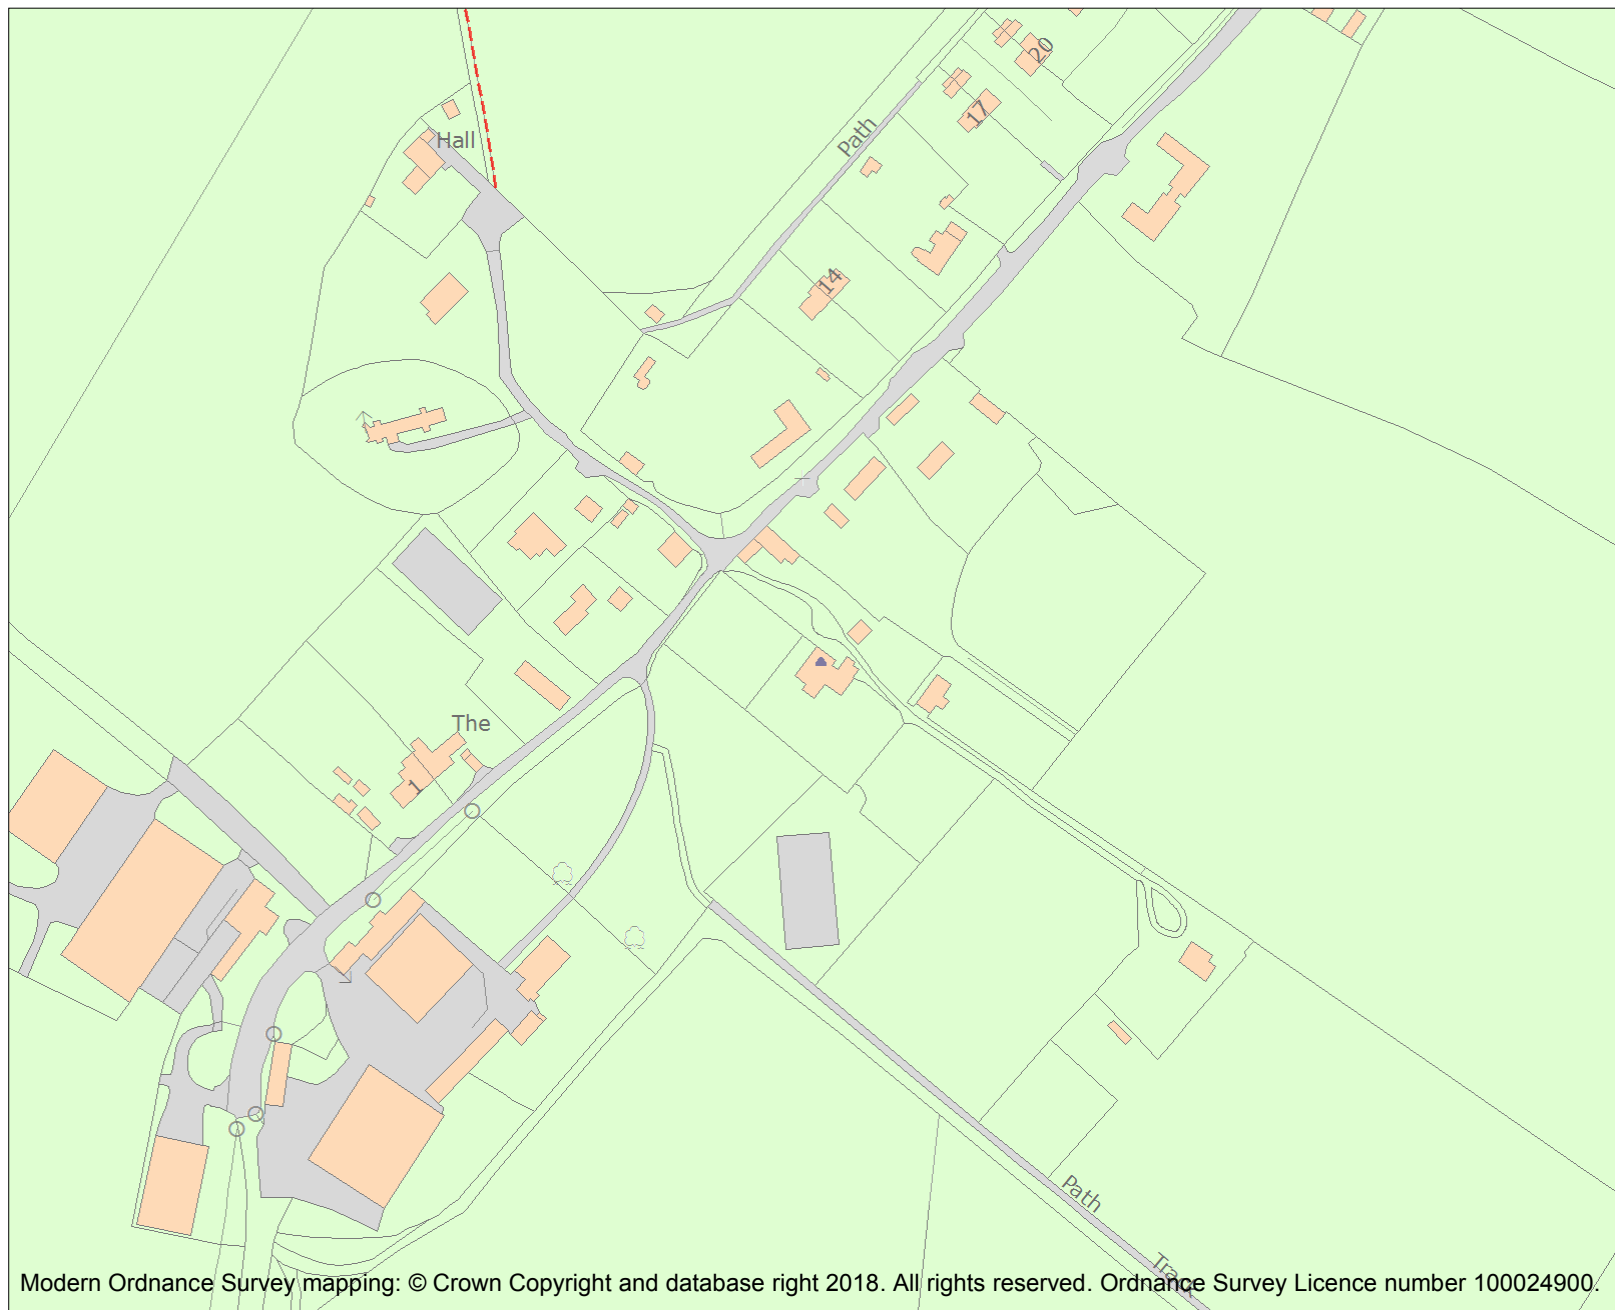 20
17
Path
Hall
14
The
1
Path
Track
Modern Ordnance Survey mapping: © Crown Copyright and database right 2018. All rights reserved. Ordnance Survey Licence number 100024900.